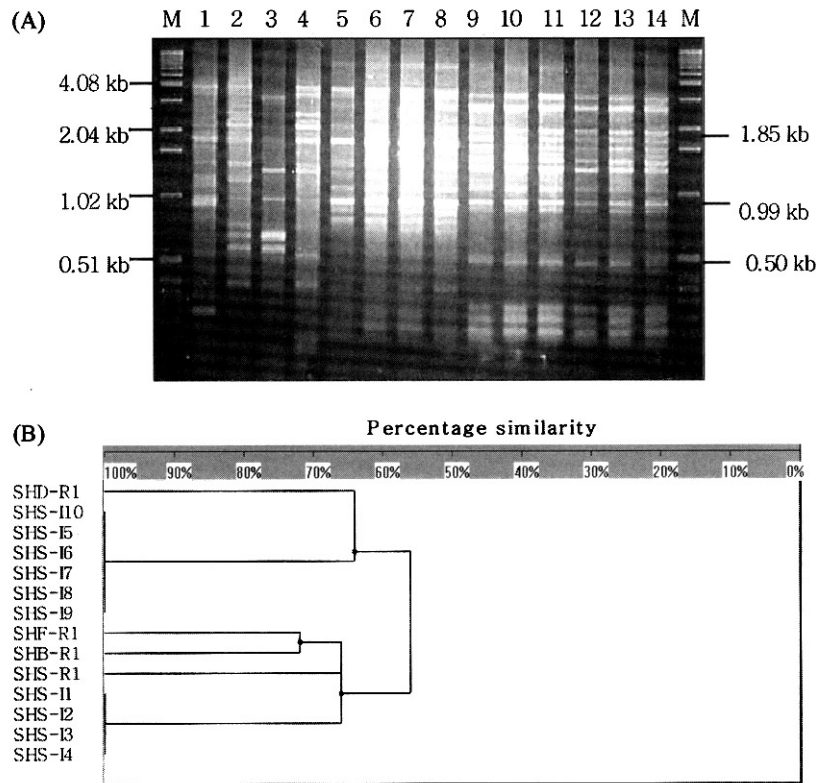 (A)
M 1 2 3 4 5 6 7 8 9 10 11 12 13 14 M
4.08 kb
2.04 kb
1.02 kb
0.51 kb
1.85 kb
0.99 kb
0.50 kb
(B)
Percentage similarity
100% 90% 80% 70% 60% 50% 40% 30% 20% 10% 0%
SHD-R1
SHS-I10
SHS-I5
SHS-I6
SHS-I7
SHS-I8
SHS-I9
SHF-R1
SHB-R1
SHS-R1
SHS-I1
SHS-I2
SHS-I3
SHS-I4